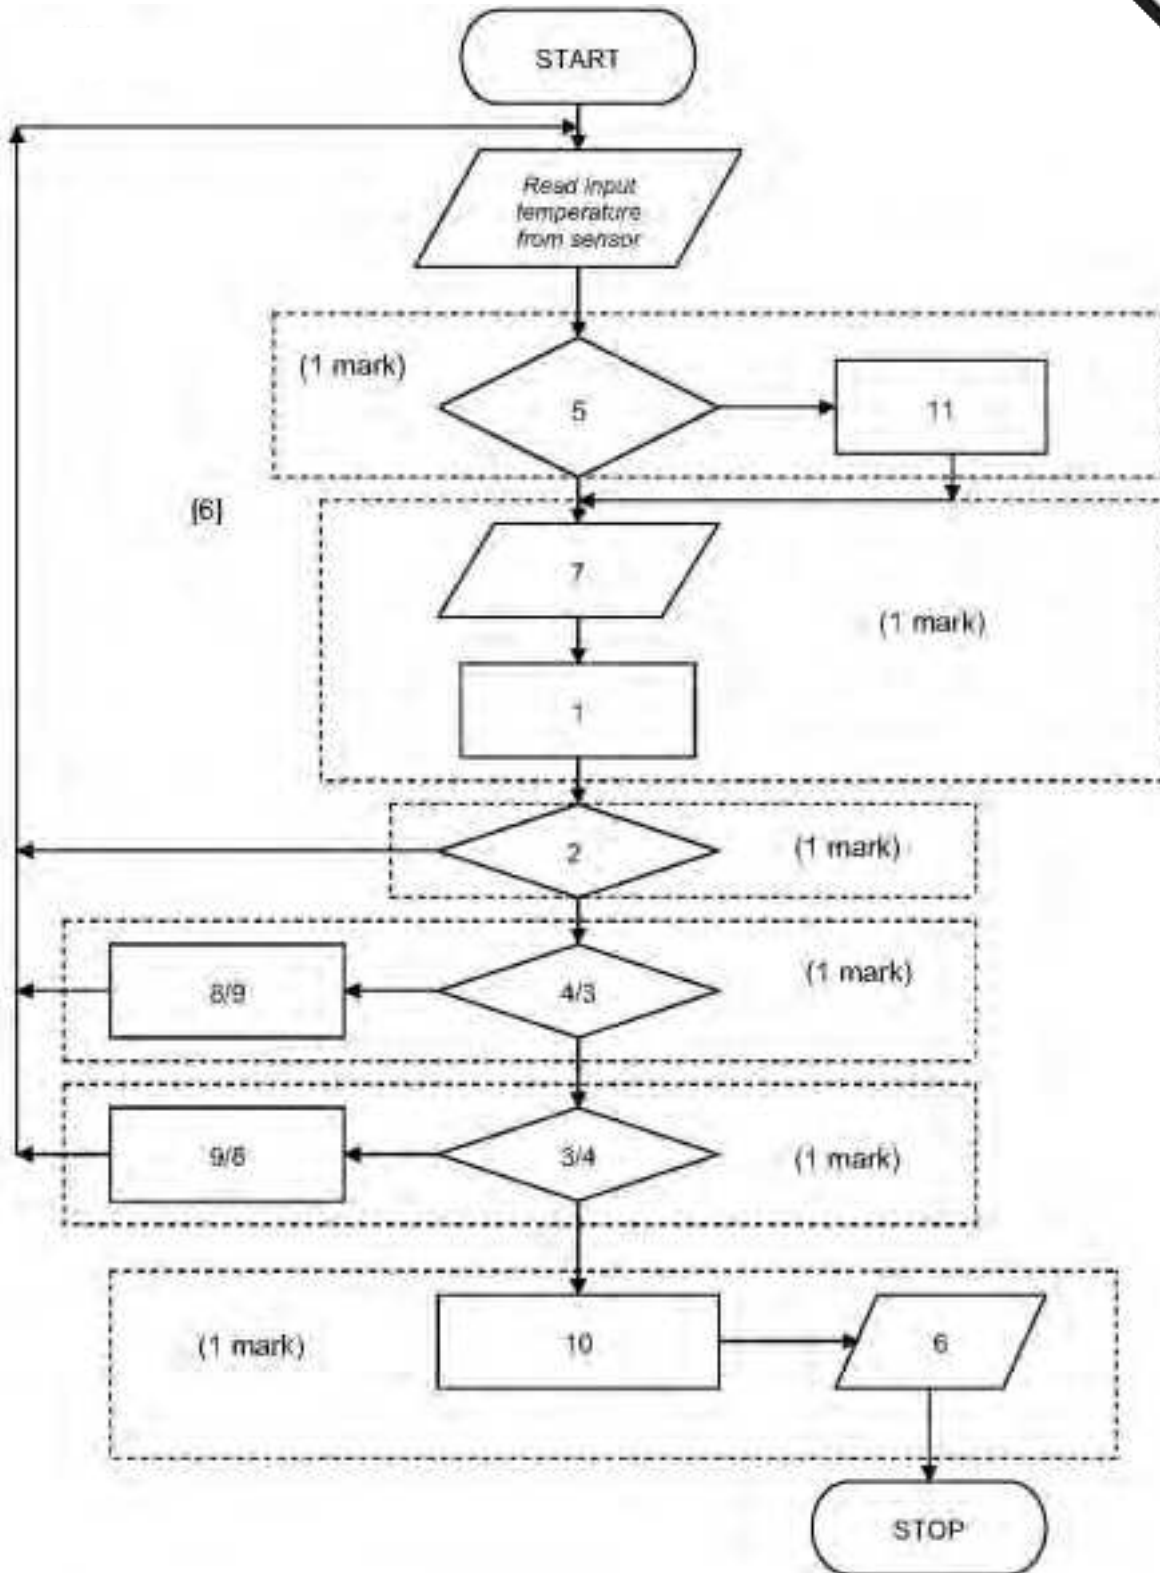 START
Read input
temperature
from sensor
(1 mark)
5
11
[6]
7
(1 mark)
1
2
(1 mark)
8/9
4/3
(1 mark)
9/8
3/4
(1 mark)
(1 mark)
10
6
STOP